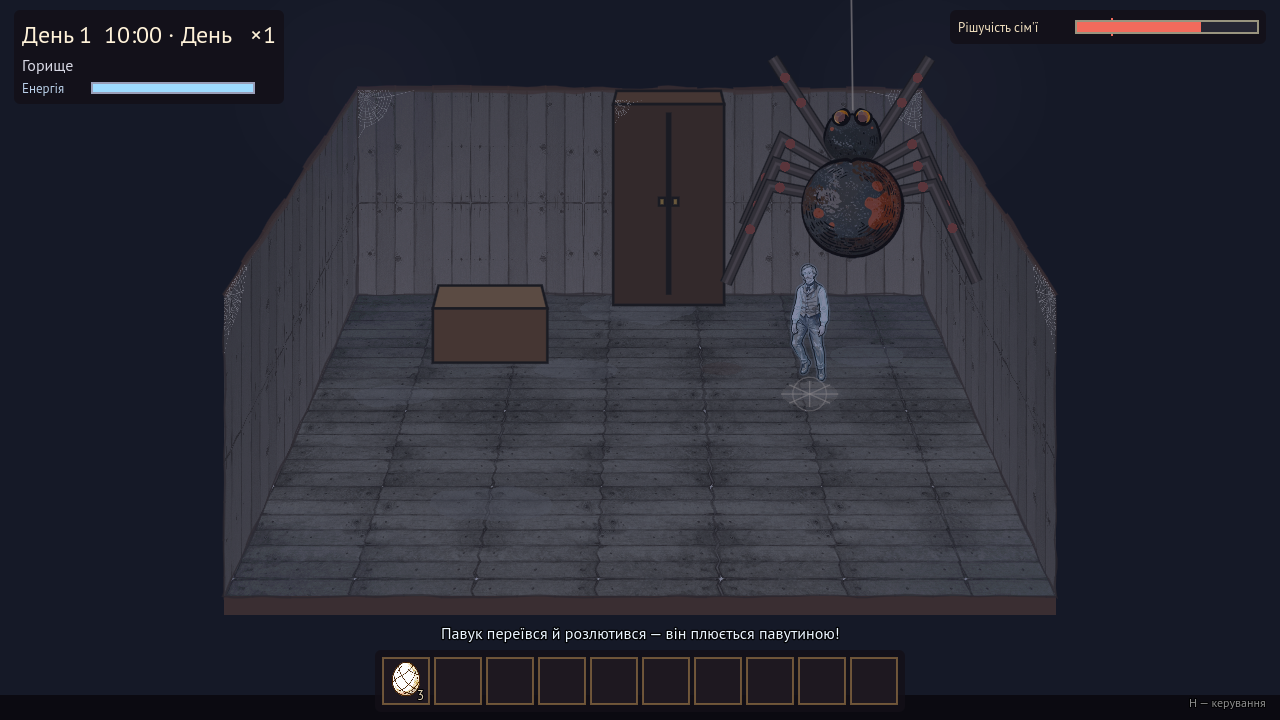 День 1 10:00 · День ×1
Горище
Енергія
Рішучість сім'ї
Павук переївся й розлютився — він плюється павутиною!
3
Н — керування